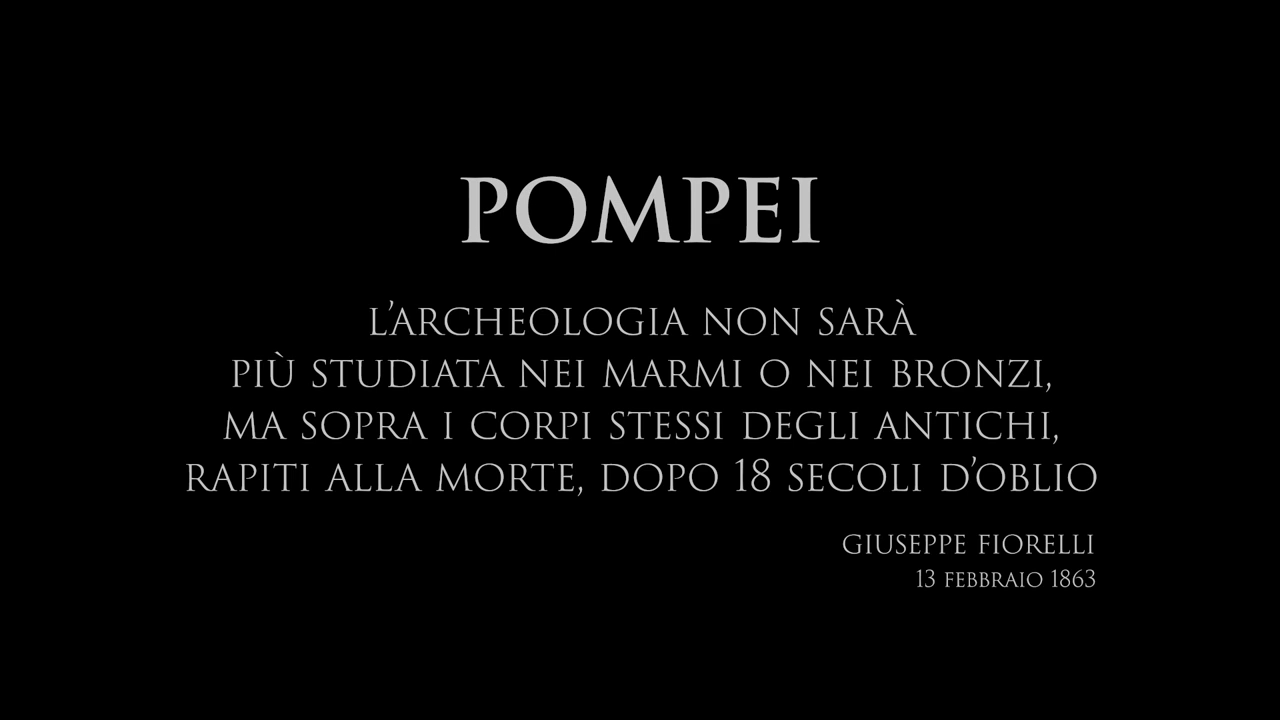 POMPEI
L’ARCHEOLOGIA NON SARÀ
PIÙ STUDIATA NEI MARMI O NEI BRONZI,
MA SOPRA I CORPI STESSI DEGLI ANTICHI,
RAPITI ALLA MORTE, DOPO 18 SECOLI D’OBLIO
GIUSEPPE FIORELLI
13 FEBBRAIO 1863